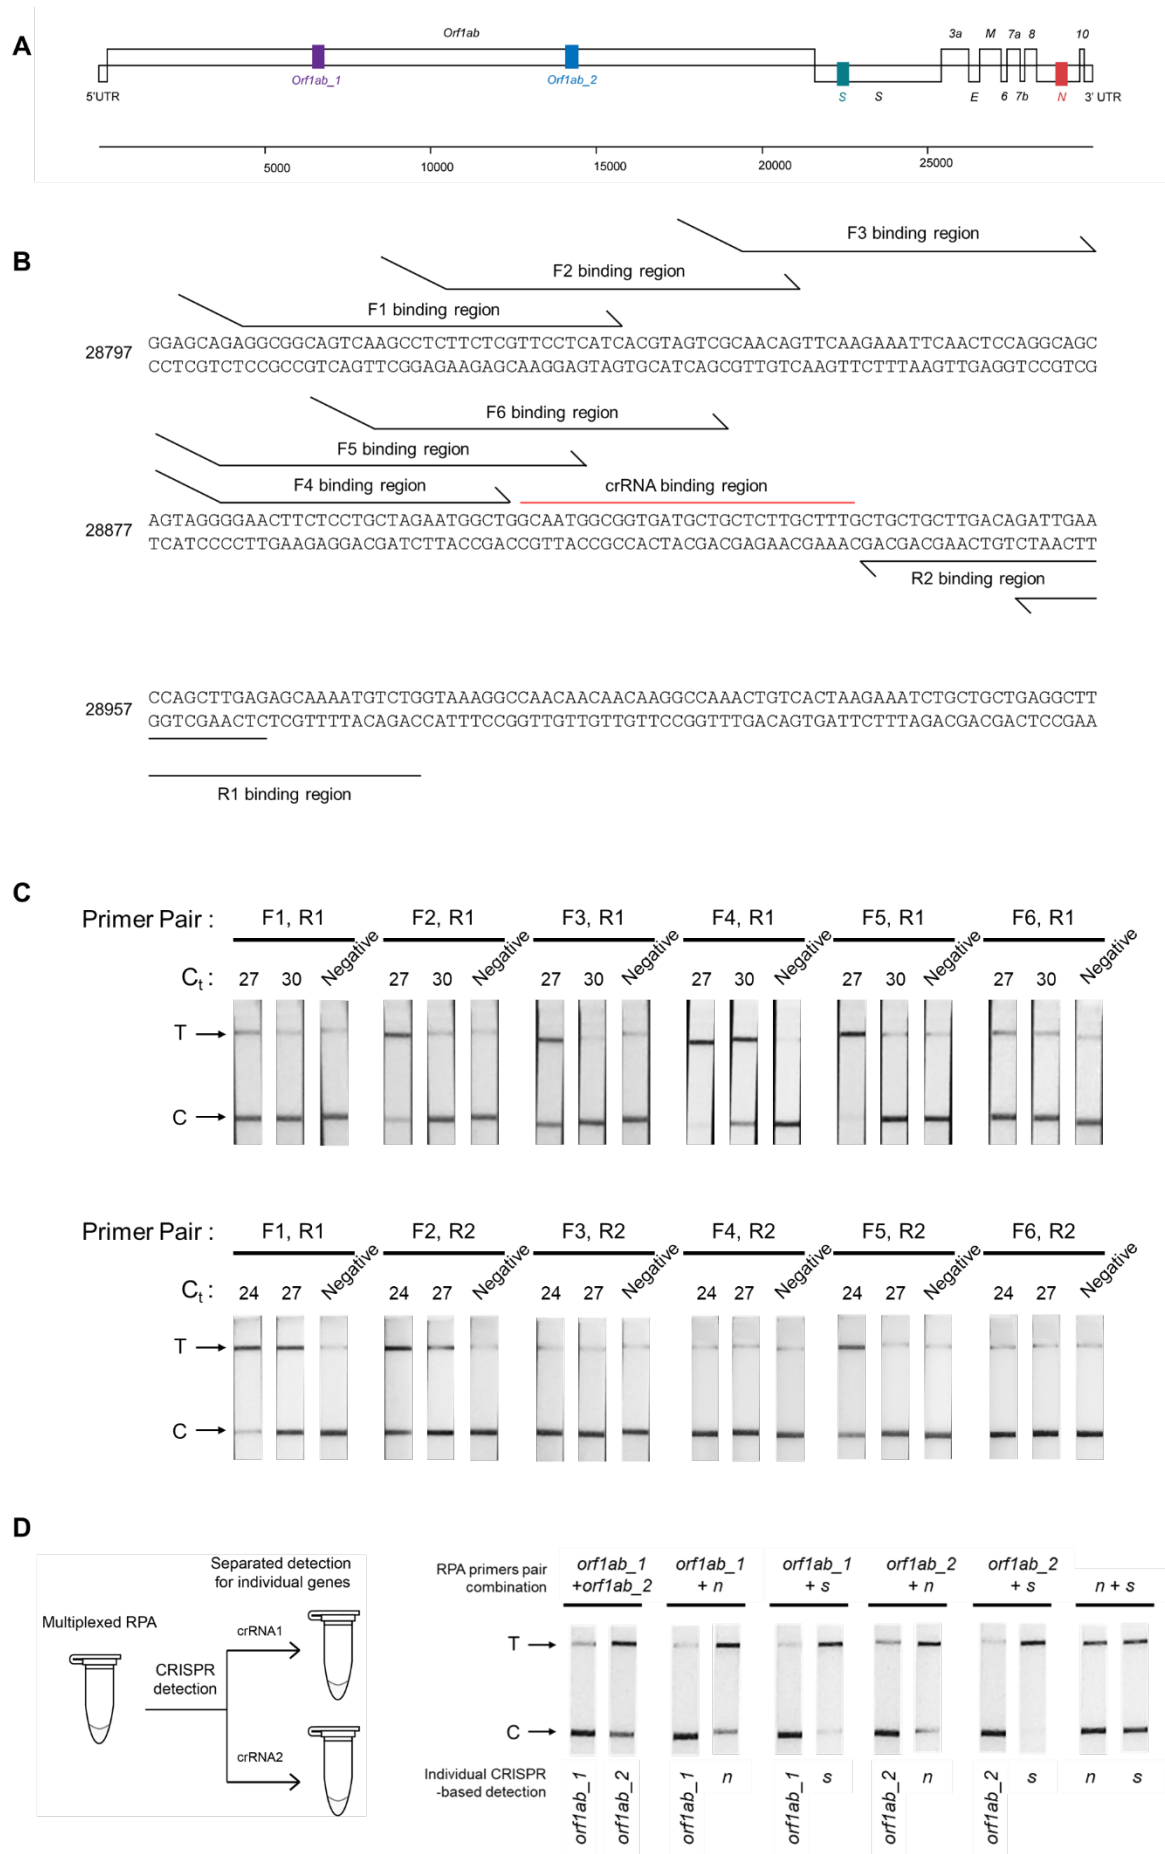 A
Orf1ab
3a
M
7a
8
10
Orf1ab_1
Orf1ab_2
5'UTR
S
S
E
6
7b
N
3' UTR
5000
10000
15000
20000
25000
B
F3 binding region
F2 binding region
F1 binding region
28797
GGAGCAGAGGCGGCAGTCAAGCCTCTTCTCGTTCCTCATCACGTAGTCGCAACAGTTCAAGAAATTCAACTCCAGGCAGC
CCTCGTCTCCGCCGTCAGTTCGGAGAAGAGCAAGGAGTAGTGCATCAGCGTTGTCAAGTTCTTTAAGTTGAGGTCCGTCG
F6 binding region
F5 binding region
F4 binding region
crRNA binding region
28877
AGTAGGGGAACTTCTCCTGCTAGAATGGCTGGCAATGGCGGTGATGCTGCTCTTGCTTTGCTGCTGCTTGACAGATTGAA
TCATCCCCTTGAAGAGGACGATCTTACCGACCGTTACCGCCACTACGACGAGAACGAAACGACGACGAACTGTCTAACTT
R2 binding region
28957
CCAGCTTGAGAGCAAAATGTCTGGTAAAGGCCAACAACAACAAGGCCAAACTGTCACTAAGAAATCTGCTGCTGAGGCTT
GGTCGAACTCTCGTTTTACAGACCATTTCCGGTTGTTGTTGTTCCGGTTTGACAGTGATTCTTTAGACGACGACTCCGAA
R1 binding region
C
Primer Pair : F1, R1 F2, R1 F3, R1 F4, R1 F5, R1 F6, R1
Ct : 27 30 Negative 27 30 Negative 27 30 Negative 27 30 Negative 27 30 Negative 27 30 Negative
T
C
Primer Pair : F1, R1 F2, R2 F3, R2 F4, R2 F5, R2 F6, R2
Ct : 24 27 Negative 24 27 Negative 24 27 Negative 24 27 Negative 24 27 Negative 24 27 Negative
T
C
D
Separated detection
for individual genes
Multiplexed RPA
crRNA1
CRISPR
detection
crRNA2
RPA primers pair
combination
orf1ab_1
+orf1ab_2
orf1ab_1
+ n
orf1ab_1
+ s
orf1ab_2
+ n
orf1ab_2
+ s
n + s
T
C
Individual CRISPR
-based detection
orf1ab_1 orf1ab_2 orf1ab_1 n orf1ab_1 s orf1ab_2 n orf1ab_2 s n s